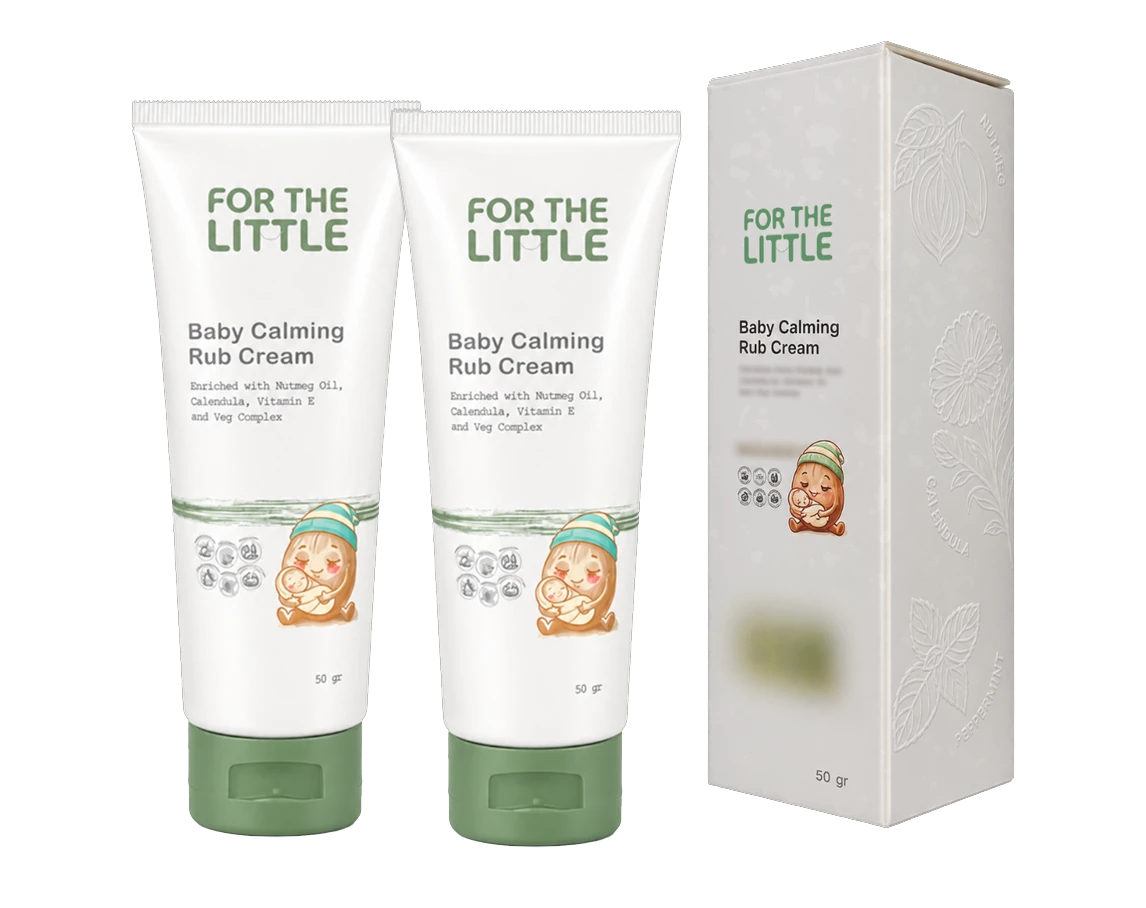 FOR THE
LITTLE
Baby Calming
Rub Cream
Enriched with Nutmeg Oil,
Calendula, Vitamin E
and Veg Complex
50 gr
FOR THE
LITTLE
Baby Calming
Rub Cream
Enriched with Nutmeg Oil,
Calendula, Vitamin E
and Veg Complex
50 gr
FOR THE
LITTLE
Baby Calming
Rub Cream
50 gr
NUTMEG
CALENDULA
PEPPERMINT